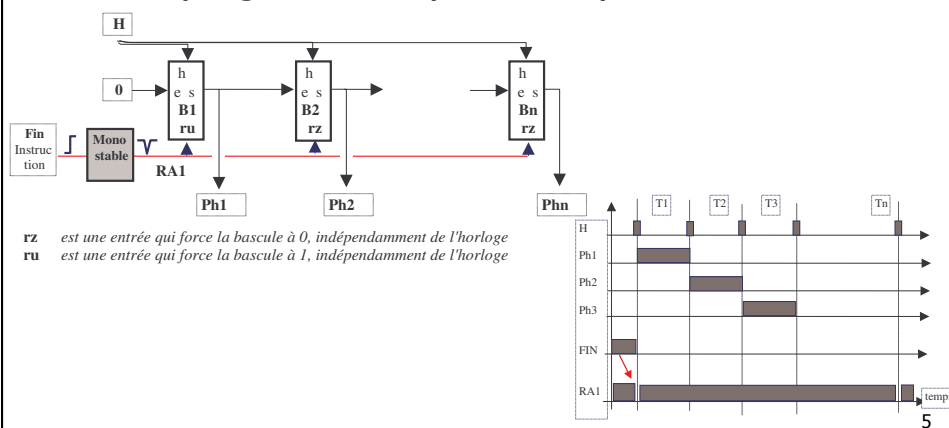 H
h
h
h
0
e s
e s
e s
B1
B2
Bn
ru
rz
rz
Fin
Instruc
tion
Mono
stable
RA1
Ph1
Ph2
Phn
rz est une entrée qui force la bascule à 0, indépendamment de l'horloge
ru est une entrée qui force la bascule à 1, indépendamment de l'horloge
T1
T2
T3
Tn
H
Ph1
Ph2
Ph3
FIN
RA1
temp
5